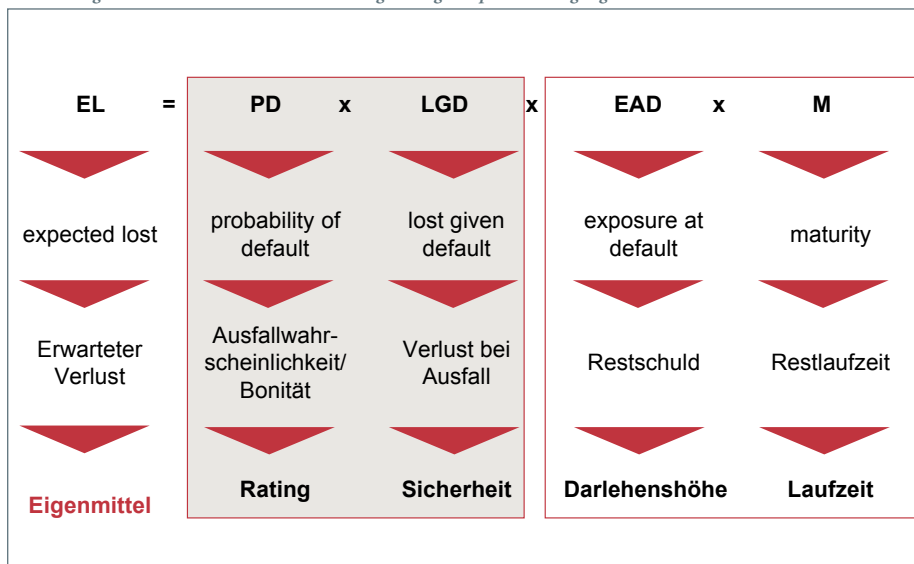 EL = PD x LGD x EAD x M
expected lost
probability of
default
lost given
default
exposure at
default
maturity
Erwarteter
Verlust
Ausfallwahr-
scheinlichkeit/
Bonität
Verlust bei
Ausfall
Restschuld
Restlaufzeit
Eigenmittel
Rating
Sicherheit
Darlehenshöhe
Laufzeit